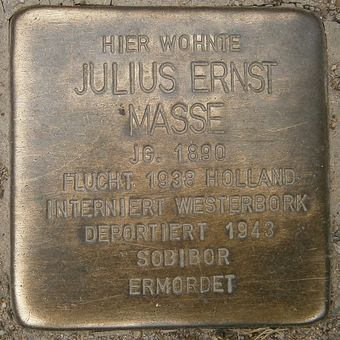 HIER WOHNTE
JULIUS ERNST
MASSE
JG. 1890
FLUCHT 1938 HOLLAND
INTERNIERT WESTERBORK
DEPORTIERT 1943
SOBIBOR
ERMORDET